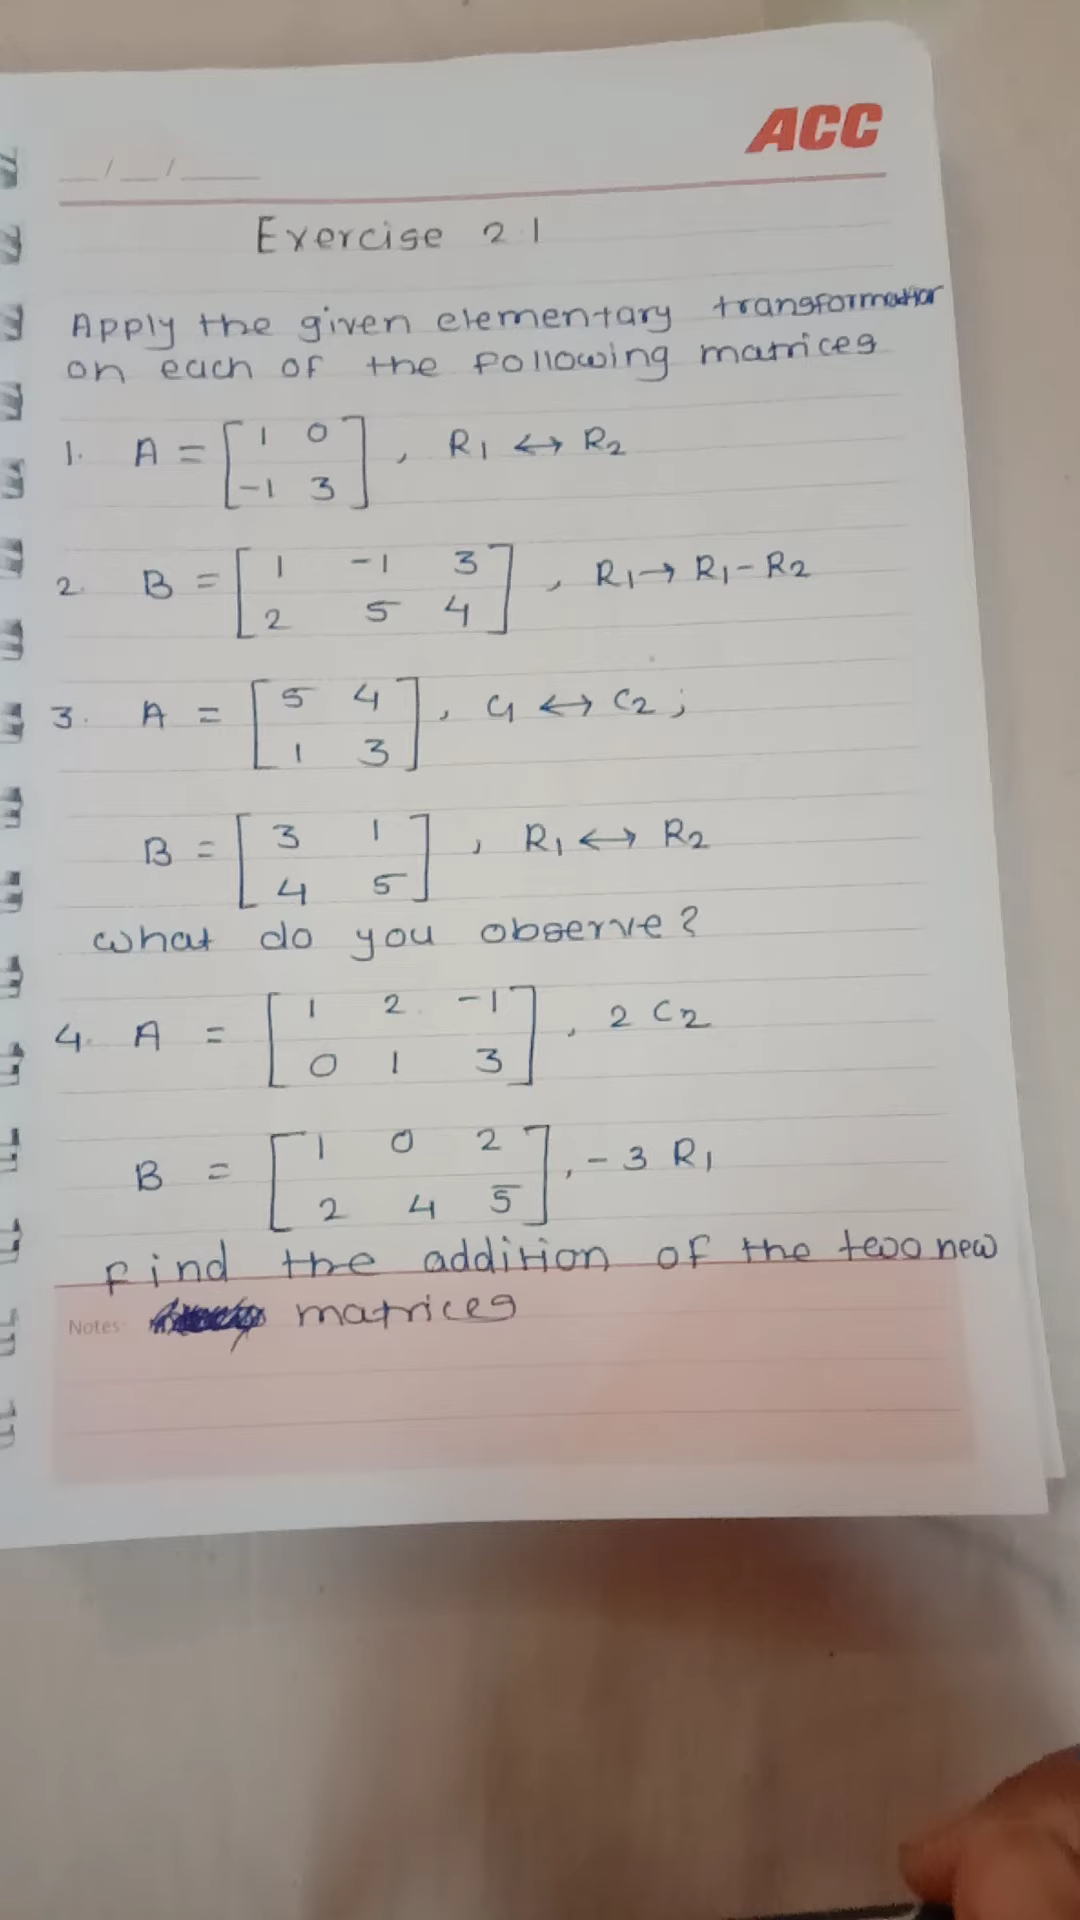 ACC
__/__/____
Exercise 2.1
Apply the given elementary transformation
on each of the following matrices
1. A = [1 0
-1 3], R1 ↔ R2
2. B = [1 -1 3
2 5 4], R1 → R1 - R2
3. A = [5 4
1 3], C1 ↔ C2;
B = [3 1
4 5], R1 ↔ R2
What do you observe?
4. A = [1 2 -1
0 1 3], 2 C2
B = [1 0 2
2 4 5], -3 R1
Find the addition of the two new
Notes: matrices